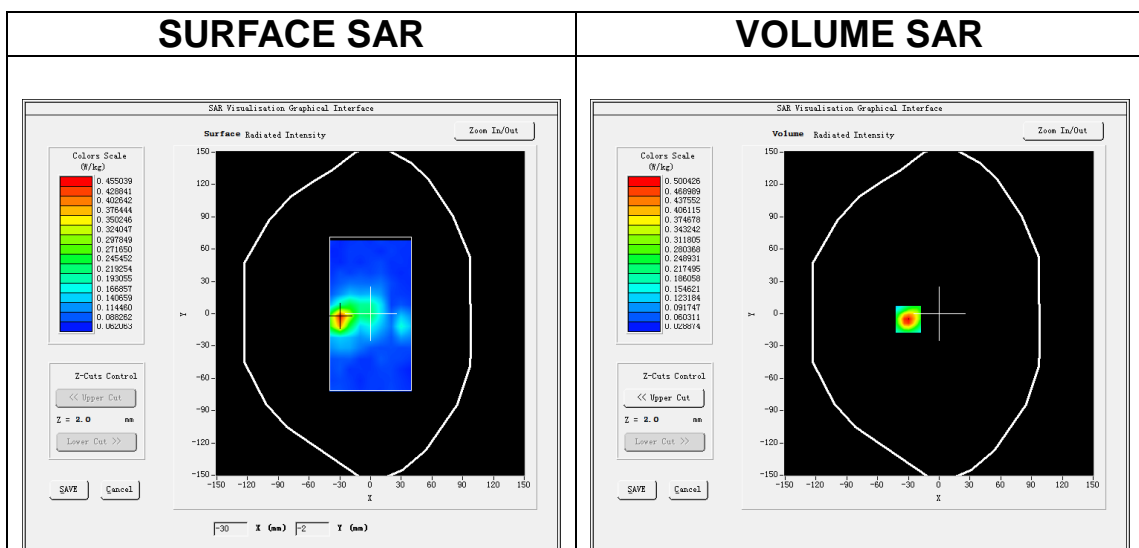 SURFACE SAR
VOLUME SAR
SAR Visualisation Graphical Interface
Surface Radiated Intensity
Zoom In/Out
Colors Scale
(W/kg)
0.455039
0.428841
0.402642
0.376444
0.350246
0.324047
0.297849
0.271650
0.245452
0.219254
0.193055
0.166857
0.140659
0.114460
0.088262
0.062063
150
120
90
60
30
0
-30
-60
-90
-120
-150
Y
-150 -120 -90 -60 -30 0 30 60 90 120 150
X
Z-Cuts Control
<< Upper Cut
Z = 2.0 mm
Lower Cut >>
SAVE Cancel
-30 X (mm) -2 Y (mm)
SAR Visualisation Graphical Interface
Volume Radiated Intensity
Zoom In/Out
Colors Scale
(W/kg)
0.500426
0.468989
0.437552
0.406115
0.374678
0.343242
0.311805
0.280368
0.248931
0.217495
0.186058
0.154621
0.123184
0.091747
0.060311
0.028874
150
120
90
60
30
0
-30
-60
-90
-120
-150
Y
-150 -120 -90 -60 -30 0 30 60 90 120 150
X
Z-Cuts Control
<< Upper Cut
Z = 2.0 mm
Lower Cut >>
SAVE Cancel